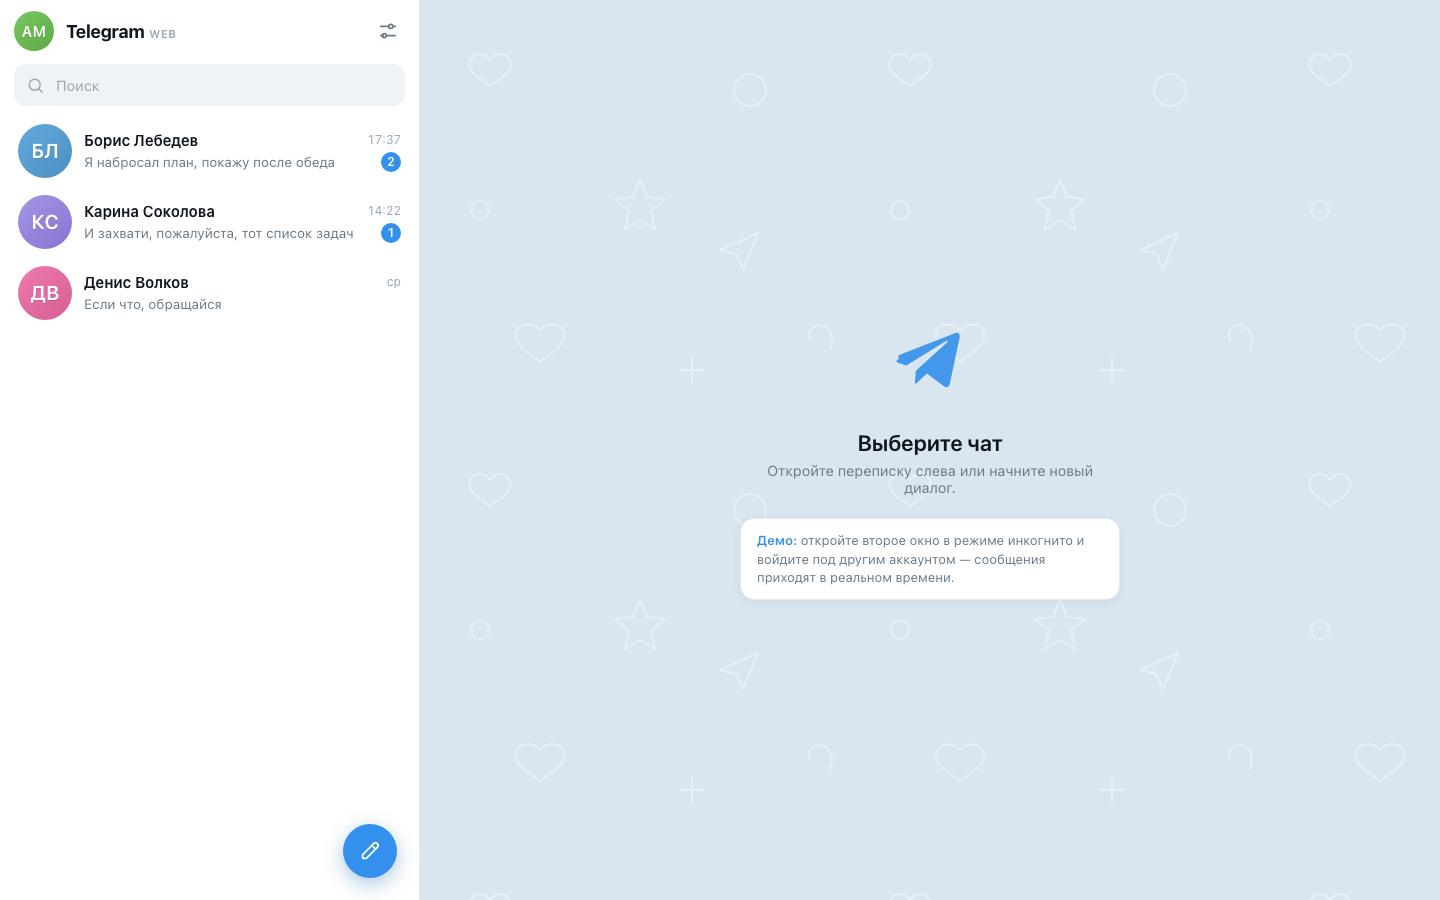 АМ Telegram WEB
Поиск
БЛ Борис Лебедев 17:37
Я набросал план, покажу после обеда 2
КС Карина Соколова 14:22
И захвати, пожалуйста, тот список задач 1
ДВ Денис Волков ср
Если что, обращайся
Выберите чат
Откройте переписку слева или начните новый
диалог.
Демо: откройте второе окно в режиме инкогнито и
войдите под другим аккаунтом — сообщения
приходят в реальном времени.